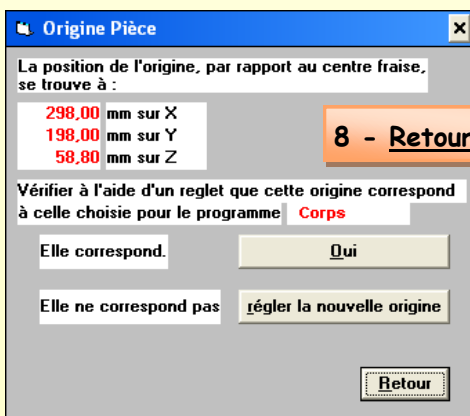 Origine Pièce
La position de l'origine, par rapport au centre fraise,
se trouve à :
298,00 mm sur X
198,00 mm sur Y
58,80 mm sur Z
8 - Retour
Vérifier à l'aide d'un reglet que cette origine correspond
à celle choisie pour le programme Corps
Elle correspond. Oui
Elle ne correspond pas régler la nouvelle origine
Retour